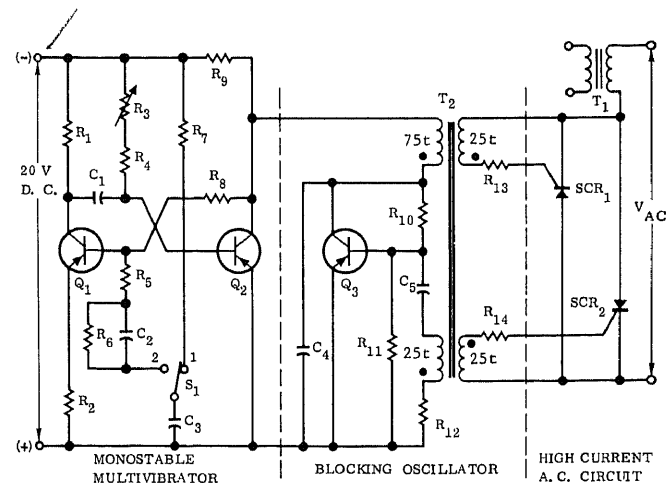 (−)
R9
T2
T1
R3
R1
R7
75t
25t
20 V
D. C.
R4
C1
R8
R13
SCR1
VAC
R10
Q1
R5
Q2
Q3
C5
SCR2
R6
C2
2
1
S1
C4
R11
25t
R14
25t
R2
C3
R12
(+)
MONOSTABLE
MULTIVIBRATOR
BLOCKING OSCILLATOR
HIGH CURRENT
A. C. CIRCUIT